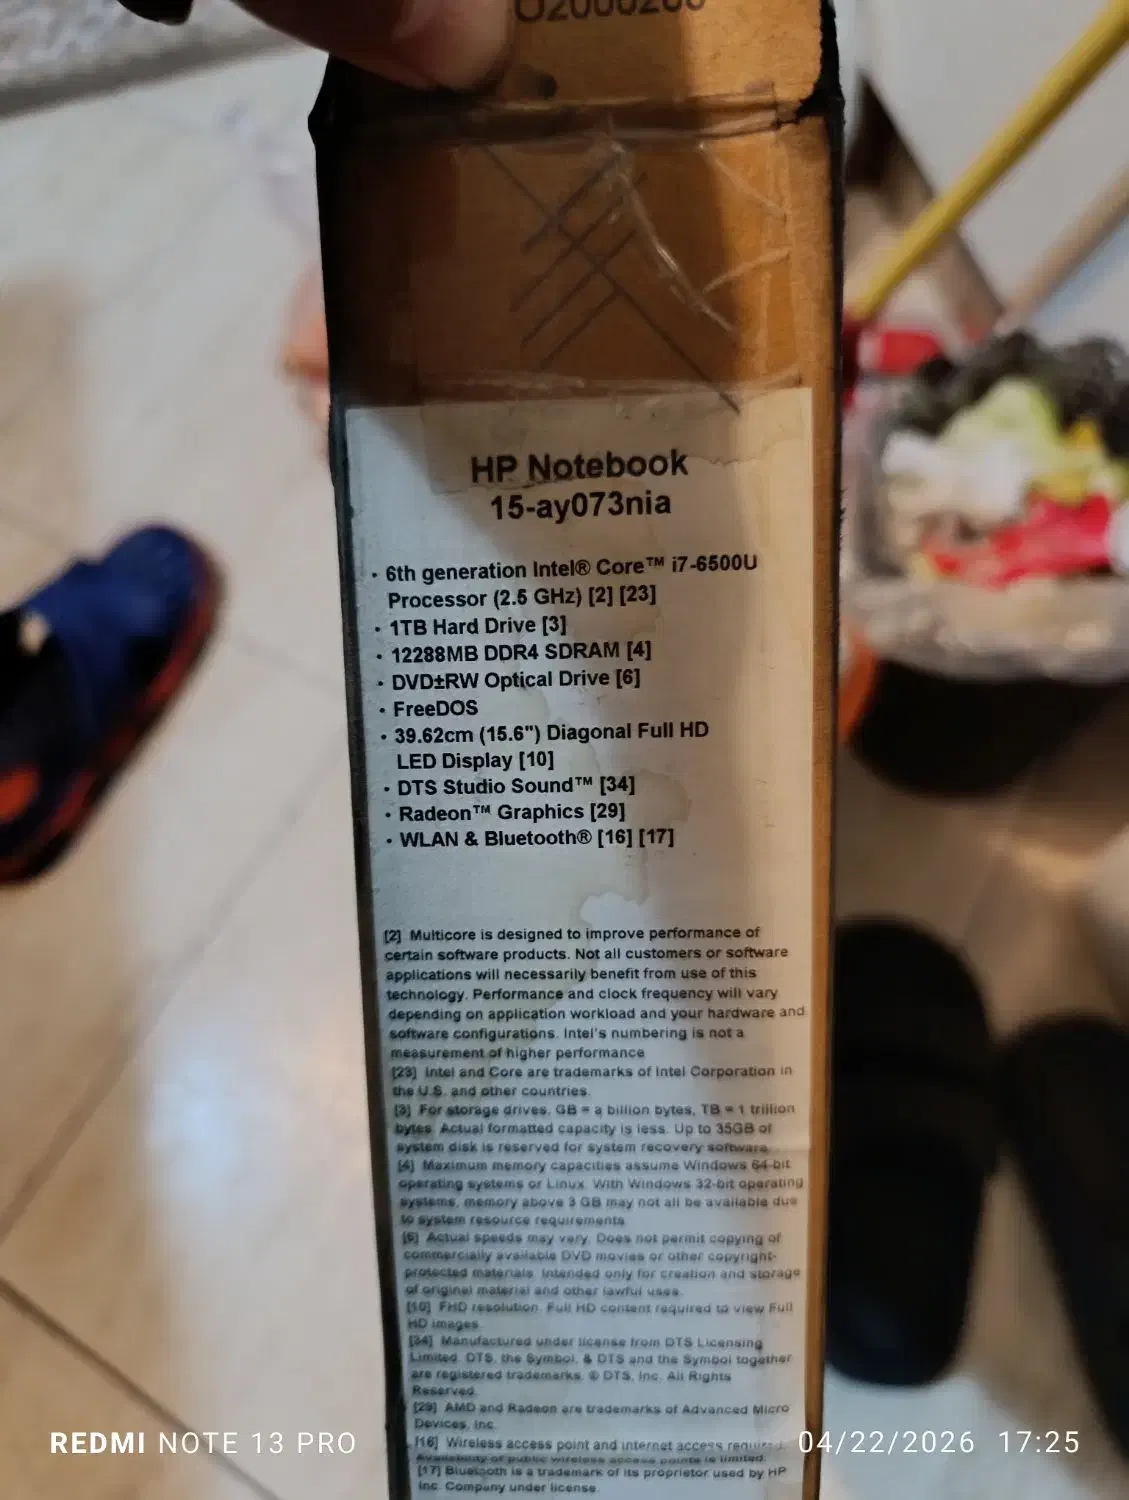 HP Notebook
15-ay073nia
• 6th generation Intel® Core™ i7-6500U
Processor (2.5 GHz) [2] [23]
• 1TB Hard Drive [3]
• 12288MB DDR4 SDRAM [4]
• DVD±RW Optical Drive [6]
• FreeDOS
• 39.62cm (15.6") Diagonal Full HD
LED Display [10]
• DTS Studio Sound™ [34]
• Radeon™ Graphics [29]
• WLAN & Bluetooth® [16] [17]
[2] Multicore is designed to improve performance of
certain software products. Not all customers or software
applications will necessarily benefit from use of this
technology. Performance and clock frequency will vary
depending on application workload and your hardware and
software configurations. Intel's numbering is not a
measurement of higher performance
[23] Intel and Core are trademarks of Intel Corporation in
the U.S. and other countries.
[3] For storage drives, GB = a billion bytes, TB = 1 trillion
bytes. Actual formatted capacity is less. Up to 35GB of
system disk is reserved for system recovery software.
[4] Maximum memory capacities assume Windows 64-bit
operating systems or Linux. With Windows 32-bit operating
systems, memory above 3 GB may not all be available due
to system resource requirements.
[6] Actual speeds may vary. Does not permit copying of
commercially available DVD movies or other copyright-
protected materials. Intended only for creation and storage
of original material and other lawful uses.
[10] FHD resolution. Full HD content required to view Full
HD images.
[34] Manufactured under license from DTS Licensing
Limited. DTS, the Symbol, & DTS and the Symbol together
are registered trademarks. © DTS, Inc. All Rights
Reserved.
[29] AMD and Radeon are trademarks of Advanced Micro
Devices, Inc.
[16] Wireless access point and internet access required.
Availability of public wireless access points is limited.
[17] Bluetooth is a trademark of its proprietor used by HP
Inc. Company under license.
REDMI NOTE 13 PRO
04/22/2026 17:25